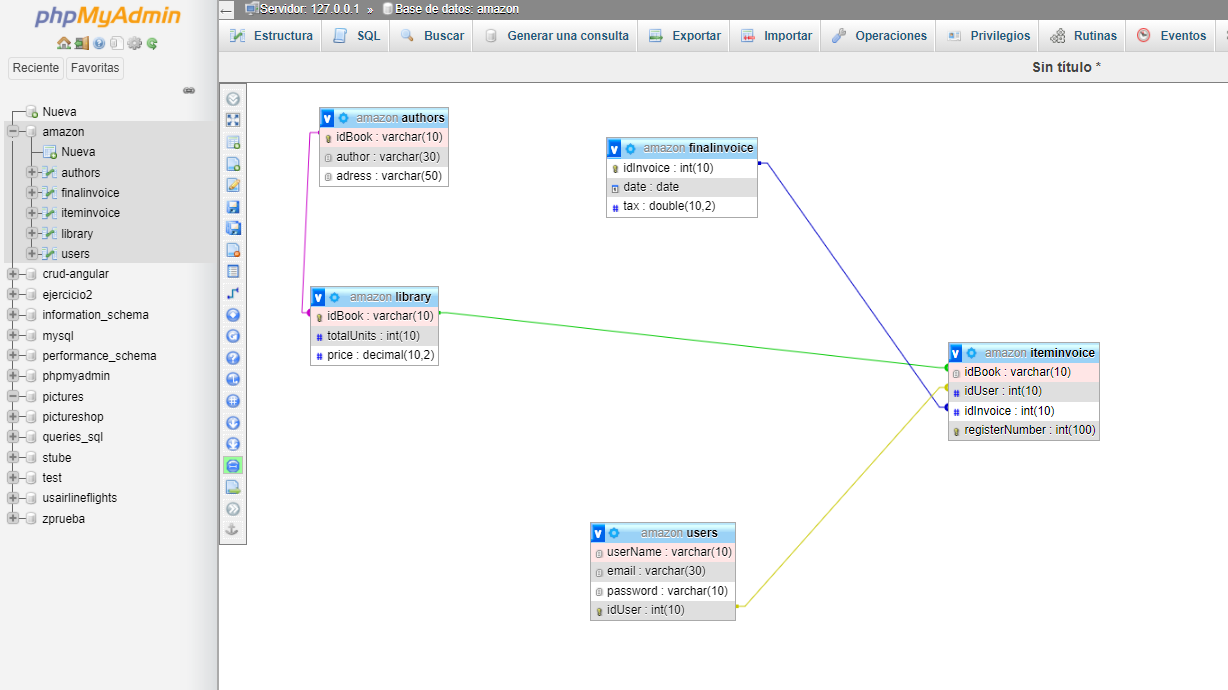 phpMyAdmin
Reciente
Favoritas
Nueva
amazon
Nueva
authors
finalinvoice
iteminvoice
library
users
crud-angular
ejercicio2
information_schema
mysql
performance_schema
phpmyadmin
pictures
pictureshop
queries_sql
stube
test
usairlineflights
zprueba
Servidor: 127.0.0.1 » Base de datos: amazon
Estructura SQL Buscar Generar una consulta Exportar Importar Operaciones Privilegios Rutinas Eventos
Sin título *
v amazon authors
idBook : varchar(10)
author : varchar(30)
adress : varchar(50)
v amazon finalinvoice
idInvoice : int(10)
date : date
# tax : double(10,2)
v amazon library
idBook : varchar(10)
# totalUnits : int(10)
# price : decimal(10,2)
v amazon iteminvoice
idBook : varchar(10)
# idUser : int(10)
# idInvoice : int(10)
registerNumber : int(100)
v amazon users
userName : varchar(10)
email : varchar(30)
password : varchar(10)
idUser : int(10)